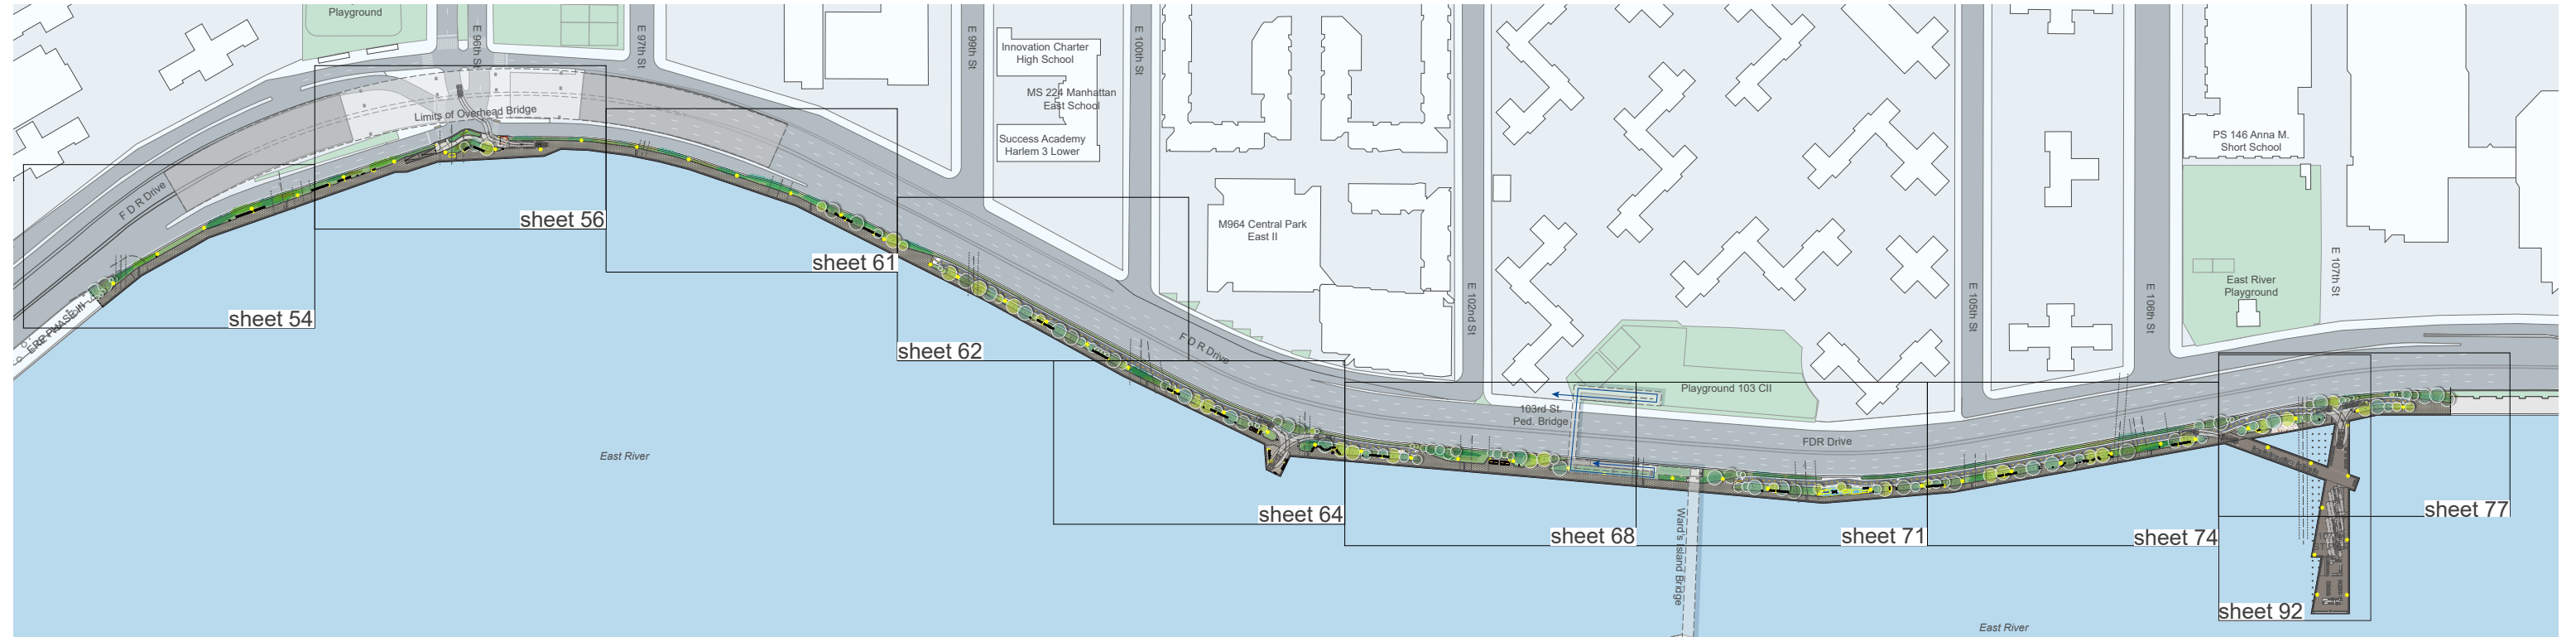 Playground
E 96th St
E 97th St
E 99th St
E 100th St
Innovation Charter
High School
MS 224 Manhattan
East School
Success Academy
Harlem 3 Lower
Limits of Overhead Bridge
PS 146 Anna M.
Short School
F D R Drive
M964 Central Park
East II
sheet 56
sheet 61
E 107th St
East River
Playground
E 102nd St
E 105th St
E 106th St
sheet 54
ERE PHASE II
sheet 62
F D R Drive
Playground 103 CII
103rd St.
Ped. Bridge
FDR Drive
East River
sheet 64
sheet 68
sheet 71
sheet 74
sheet 77
Ward's Island Bridge
sheet 92
East River